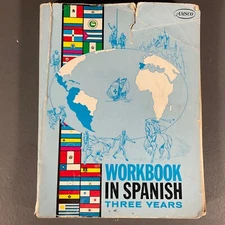 AMSCO
WORKBOOK
IN SPANISH
THREE YEARS